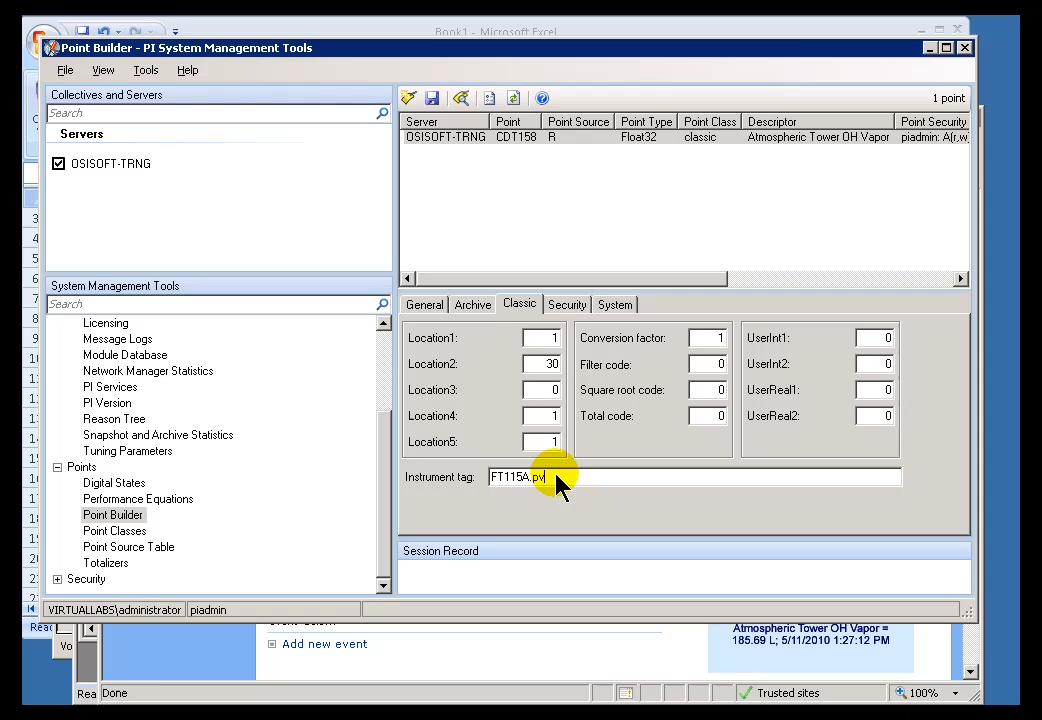 Book1 - Microsoft Excel
Point Builder - PI System Management Tools
File View Tools Help
Collectives and Servers
Search
Servers
OSISOFT-TRNG
1 point
Server Point Point Source Point Type Point Class Descriptor Point Security
OSISOFT-TRNG CDT158 R Float32 classic Atmospheric Tower OH Vapor piadmin: A(r,w)
System Management Tools
Search
Licensing
Message Logs
Module Database
Network Manager Statistics
PI Services
PI Version
Reason Tree
Snapshot and Archive Statistics
Tuning Parameters
Points
Digital States
Performance Equations
Point Builder
Point Classes
Point Source Table
Totalizers
Security
General Archive Classic Security System
Location1: 1 Conversion factor: 1 UserInt1: 0
Location2: 30 Filter code: 0 UserInt2: 0
Location3: 0 Square root code: 0 UserReal1: 0
Location4: 1 Total code: 0 UserReal2: 0
Location5: 1
Instrument tag: FT115A.pv
Session Record
VIRTUALLABS\administrator piadmin
Add new event
Atmospheric Tower OH Vapor =
185.69 L; 5/11/2010 1:27:12 PM
Done Trusted sites 100%